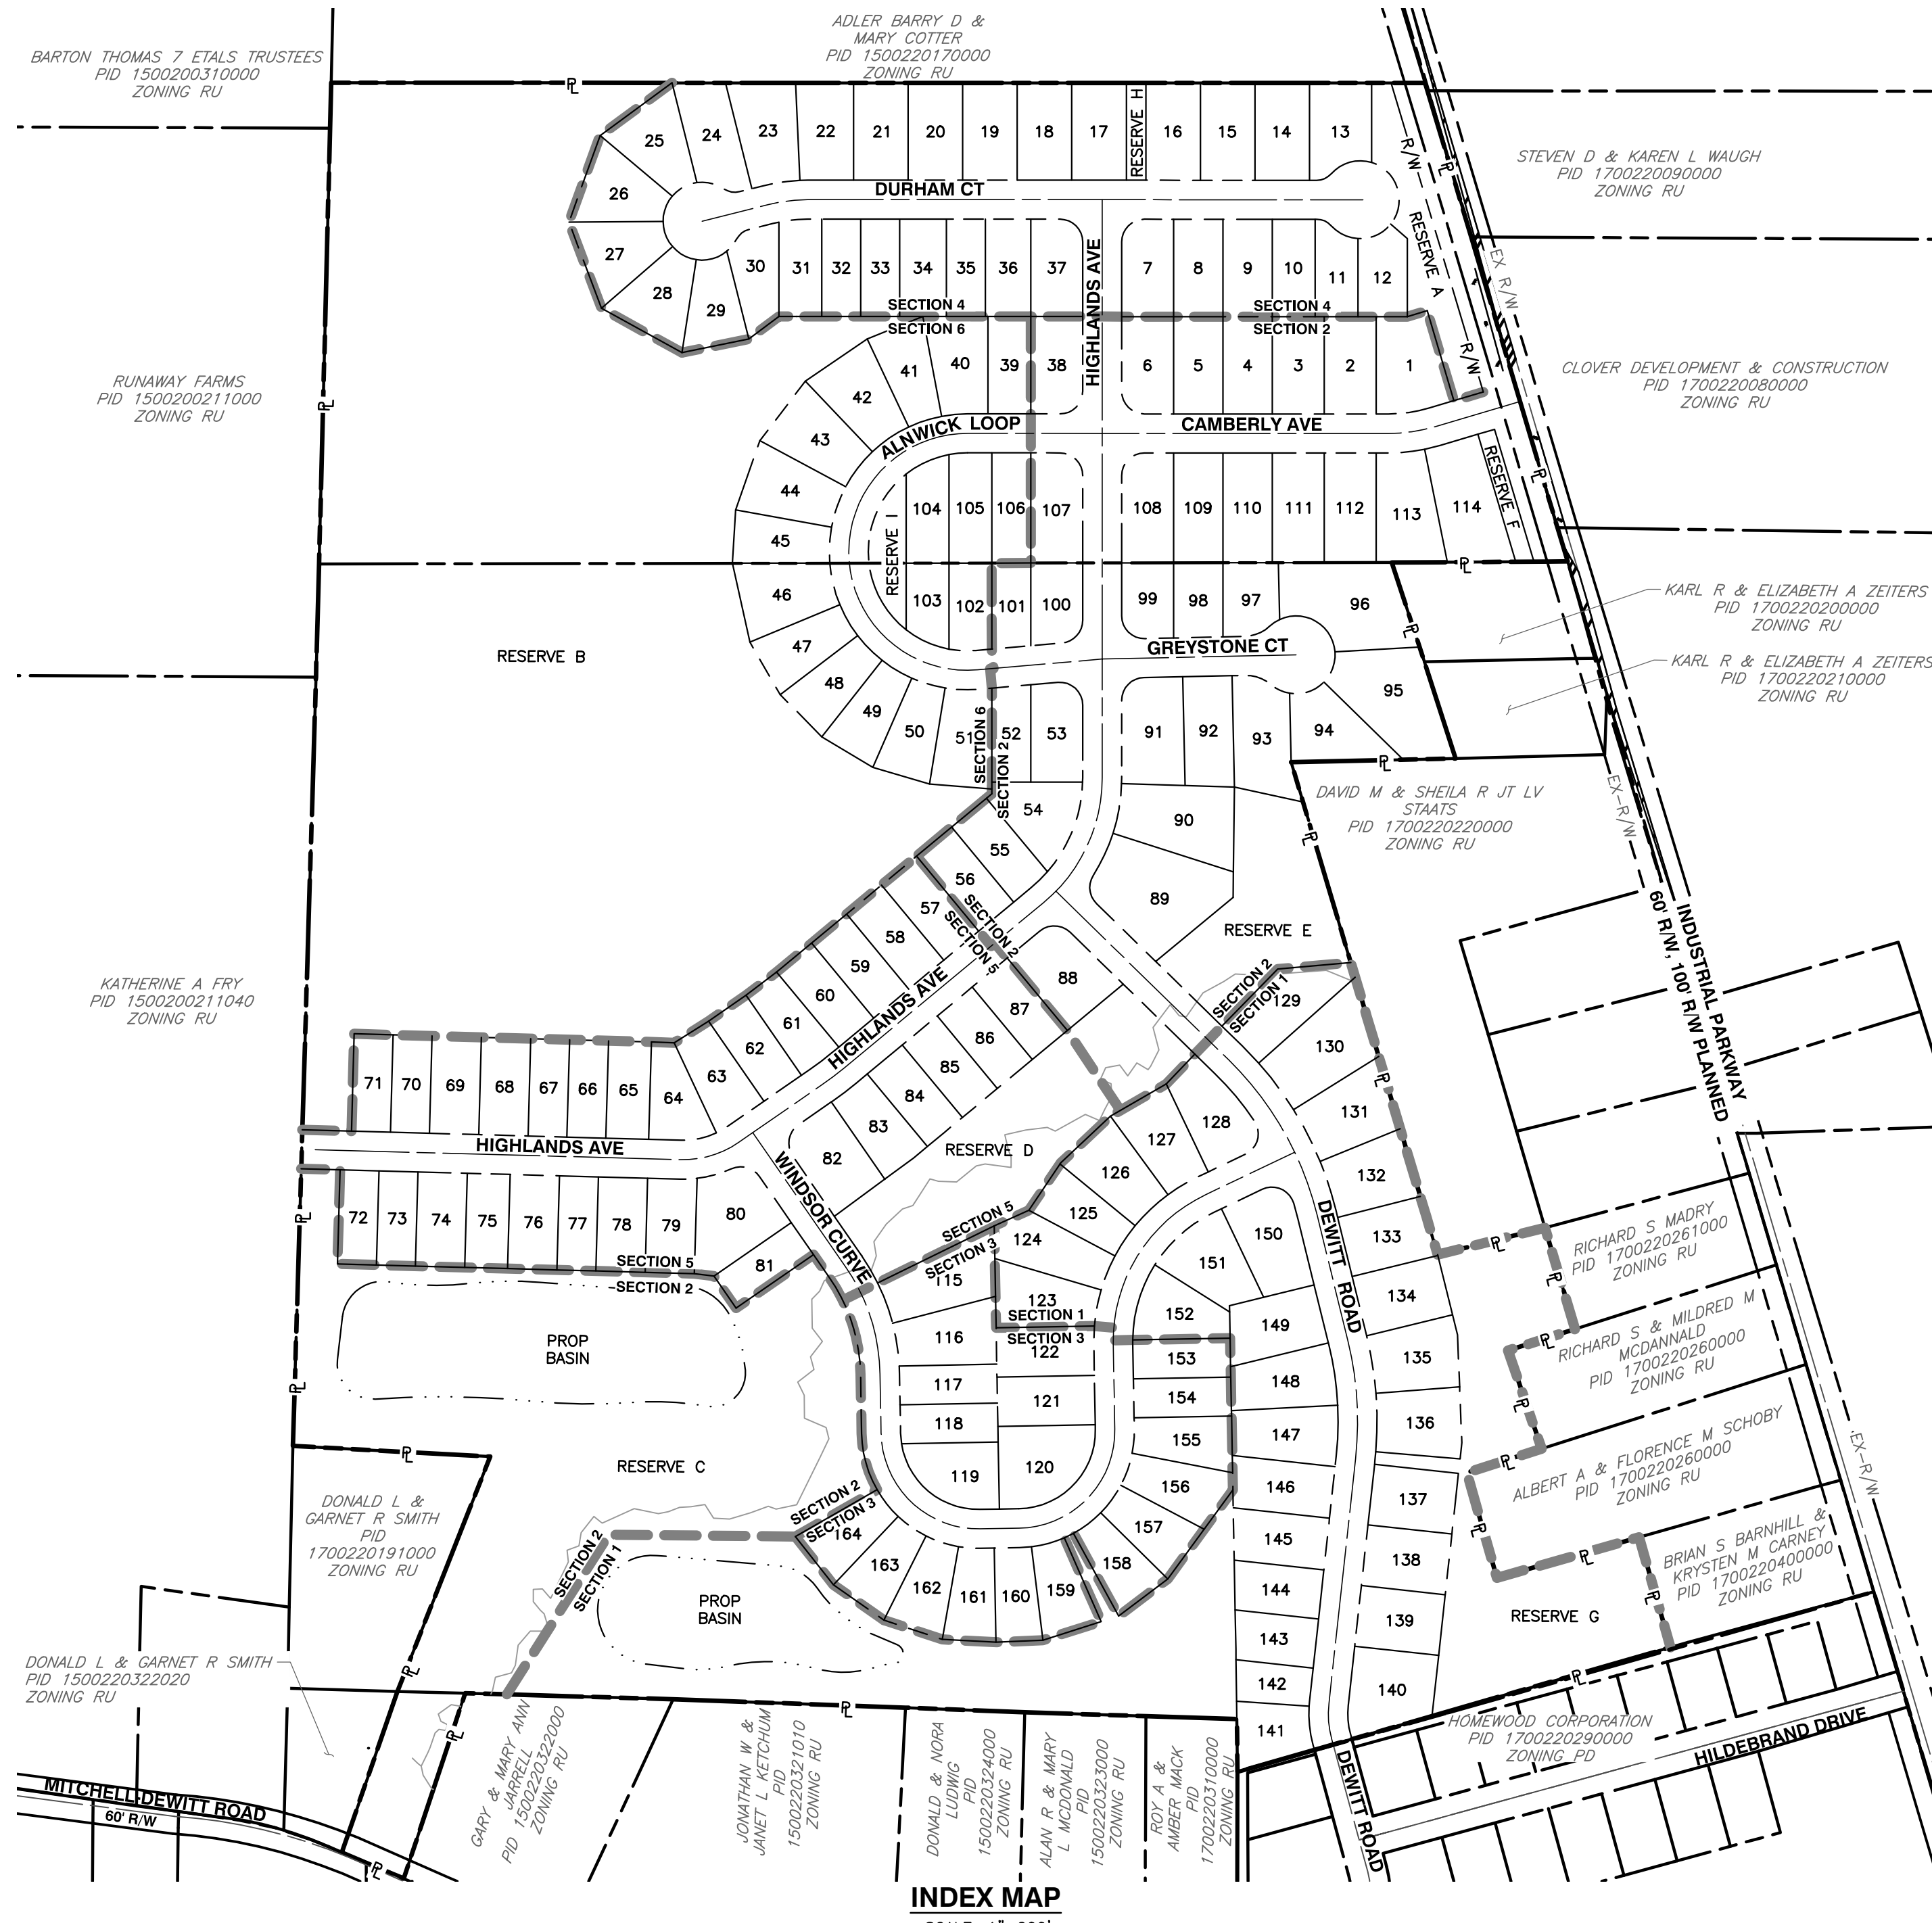 ADLER BARRY D &
MARY COTTER
PID 1500220170000
ZONING RU
BARTON THOMAS 7 ETALS TRUSTEES
PID 1500200310000
ZONING RU
STEVEN D & KAREN L WAUGH
PID 1700220090000
ZONING RU
RUNAWAY FARMS
PID 1500200211000
ZONING RU
CLOVER DEVELOPMENT & CONSTRUCTION
PID 1700220080000
ZONING RU
KARL R & ELIZABETH A ZEITERS
PID 1700220200000
ZONING RU
KARL R & ELIZABETH A ZEITERS
PID 1700220210000
ZONING RU
DAVID M & SHEILA R JT LV
STAATS
PID 1700220220000
ZONING RU
KATHERINE A FRY
PID 1500200211040
ZONING RU
25 24 23 22 21 20 19 18 17
RESERVE H
16 15 14 13
R/W
26
DURHAM CT
27 28 29 30 31 32 33 34 35 36 37
HIGHLANDS AVE
7 8 9 10 11 12
RESERVE A
EX R/W
SECTION 4
SECTION 6
SECTION 4
SECTION 2
R/W
42 41 40 39 38 6 5 4 3 2 1
43
ALNWICK LOOP
CAMBERLY AVE
44 45
RESERVE I
104 105 106 107 108 109 110 111 112 113 114
RESERVE F
46 103 102 101 100 99 98 97 96
47
GREYSTONE CT
RESERVE B
48 49 50 51 52 53 91 92 93 94 95
SECTION 6
SECTION 2
54 55 56 90 89
EX-R/W
57 58 59 60 61 62 63
SECTION 2
SECTION 5
RESERVE E
HIGHLANDS AVE
88 87 86 85 84 83 82
SECTION 2
SECTION 1
129 130 131 132 133
INDUSTRIAL PARKWAY
60' R/W, 100' R/W PLANNED
71 70 69 68 67 66 65 64
HIGHLANDS AVE
72 73 74 75 76 77 78 79 80 81
SECTION 5
SECTION 2
WINDSOR CURVE
RESERVE D
128 127 126 125 124
SECTION 5
SECTION 3
DEWITT ROAD
PROP
BASIN
115 116 117 118 119
123
SECTION 1
SECTION 3
122 121 120
150 151 152 153 154 155 156 157 158
149 148 147 146 145 144 143 142 141
134 135 136 137 138 139 140
RICHARD S MADRY
PID 1700220261000
ZONING RU
RICHARD S & MILDRED M
MCDANNALD
PID 1700220260000
ZONING RU
ALBERT A & FLORENCE M SCHOBY
PID 1700220260000
ZONING RU
BRIAN S BARNHILL &
KRYSTEN M CARNEY
PID 1700220400000
ZONING RU
EX-R/W
RESERVE G
RESERVE C
SECTION 2
SECTION 3
164 163 162 161 160 159
SECTION 2
SECTION 1
PROP
BASIN
DONALD L &
GARNET R SMITH
PID
1700220191000
ZONING RU
DONALD L & GARNET R SMITH
PID 1500220322020
ZONING RU
MITCHELL-DEWITT ROAD
60' R/W
GARY & MARY ANN
JARRELL
PID 1500220322000
ZONING RU
JONATHAN W &
JANET L KETCHUM
PID
1500220321010
ZONING RU
DONALD & NORA
LUDWIG
PID
1500220324000
ZONING RU
ALAN R & MARY
L MCDONALD
PID
1500220323000
ZONING RU
ROY A &
AMBER MACK
PID
1700220310000
ZONING RU
DEWITT ROAD
HOMEWOOD CORPORATION
PID 1700220290000
ZONING PD
HILDEBRAND DRIVE
INDEX MAP